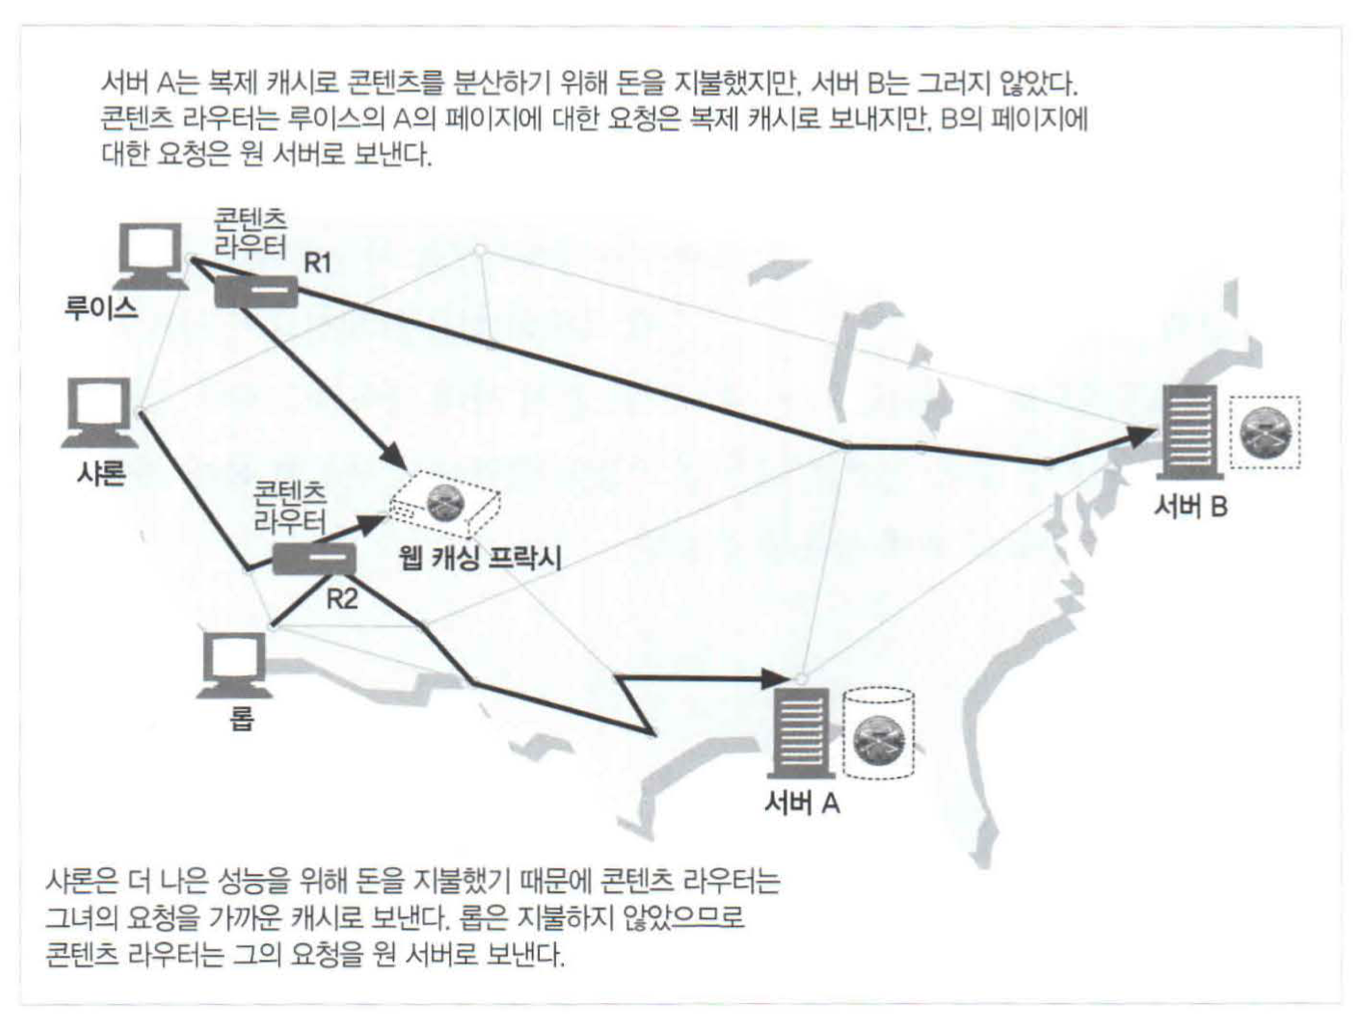 서버 A는 복제 캐시로 콘텐츠를 분산하기 위해 돈을 지불했지만, 서버 B는 그러지 않았다.
콘텐츠 라우터는 루이스의 A의 페이지에 대한 요청은 복제 캐시로 보내지만, B의 페이지에
대한 요청은 원 서버로 보낸다.
콘텐츠
라우터
R1
루이스
샤론
콘텐츠
라우터
웹 캐싱 프락시
서버 B
R2
롭
서버 A
샤론은 더 나은 성능을 위해 돈을 지불했기 때문에 콘텐츠 라우터는
그녀의 요청을 가까운 캐시로 보낸다. 롭은 지불하지 않았으므로
콘텐츠 라우터는 그의 요청을 원 서버로 보낸다.